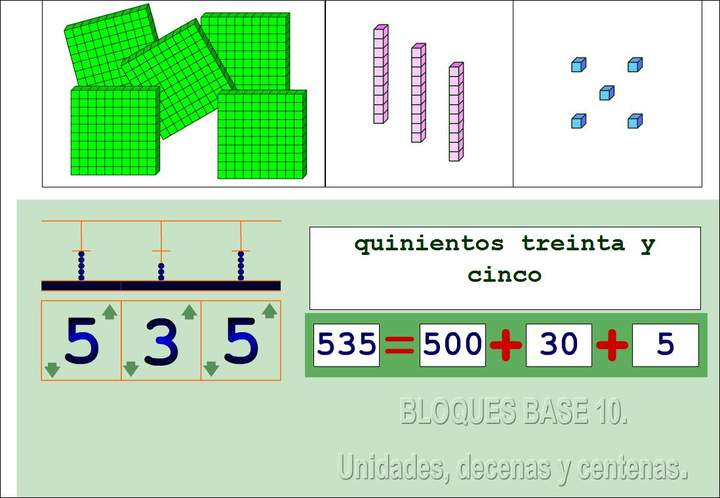 quinientos treinta y
cinco
5 3 5
535 = 500 + 30 + 5
BLOQUES BASE 10.
Unidades, decenas y centenas.